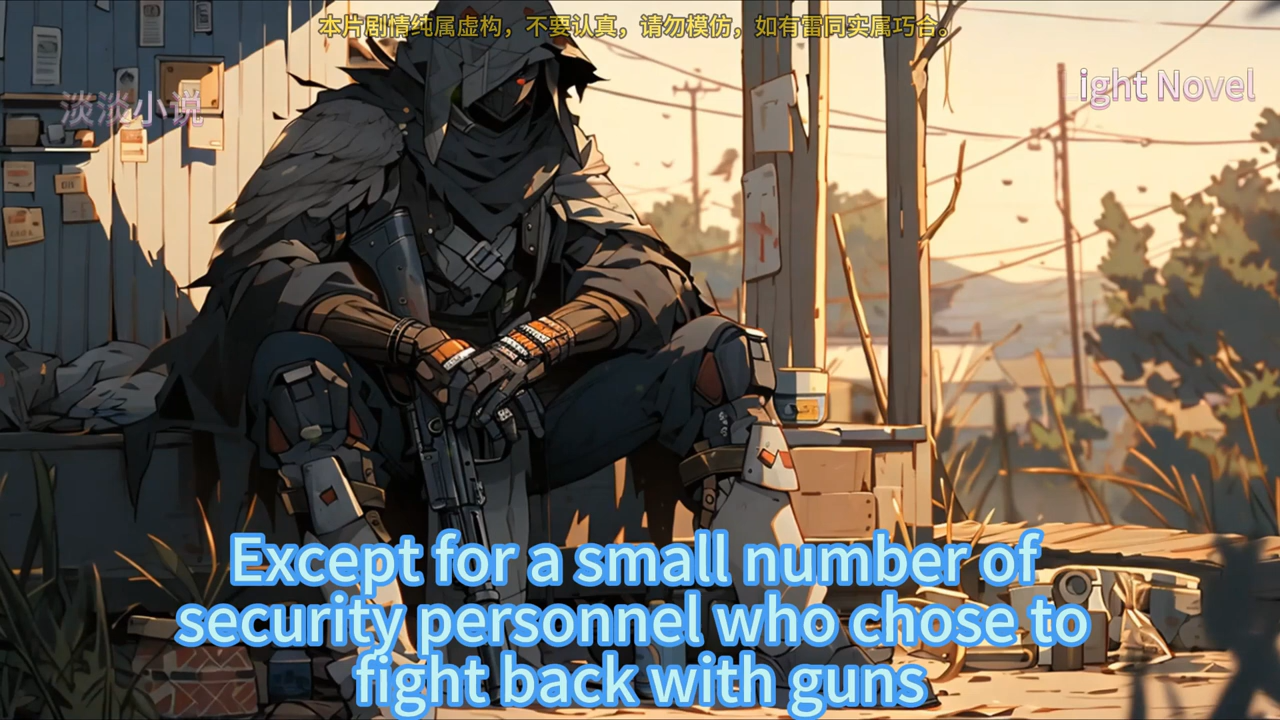 本片剧情纯属虚构，不要认真，请勿模仿，如有雷同实属巧合。
淡淡小说
ight Novel
Except for a small number of
security personnel who chose to
fight back with guns